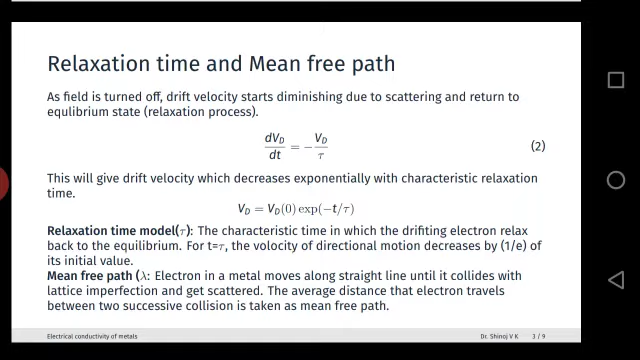 Relaxation time and Mean free path
As field is turned off, drift velocity starts diminishing due to scattering and return to
equlibrium state (relaxation process).
dV_D/dt = −V_D/τ (2)
This will give drift velocity which decreases exponentially with characteristic relaxation
time.
V_D = V_D(0) exp(−t/τ)
Relaxation time model(τ): The characteristic time in which the drifiting electron relax
back to the equilibrium. For t=τ, the volocity of directional motion decreases by (1/e) of
its initial value.
Mean free path (λ: Electron in a metal moves along straight line until it collides with
lattice imperfection and get scattered. The average distance that electron travels
between two successive collision is taken as mean free path.
Electrical conductivity of metals Dr. Shinoj V K 3 / 9